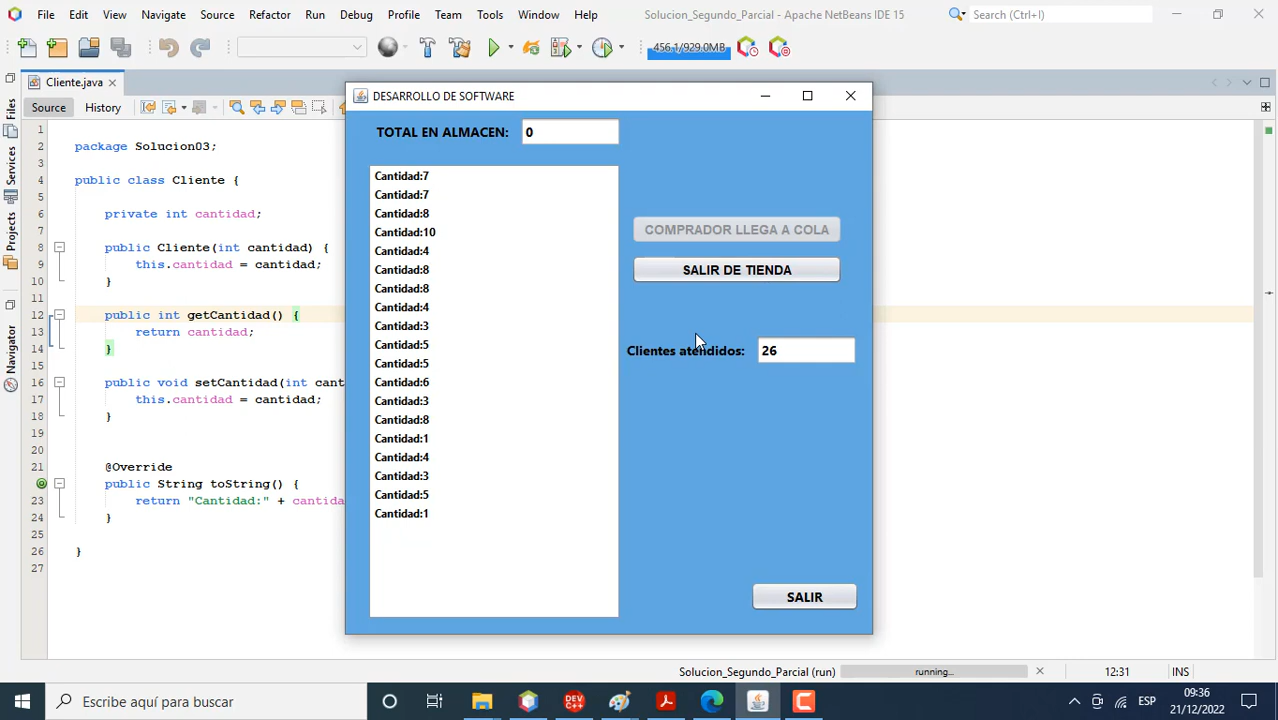 File Edit View Navigate Source Refactor Run Debug Profile Team Tools Window Help
Solucion_Segundo_Parcial - Apache NetBeans IDE 15
Search (Ctrl+I)
456.1/929.0MB
Cliente.java
Source History
Files
Services
Projects
Navigator
1
2 package Solucion03;
3
4 public class Cliente {
5
6 private int cantidad;
7
8 public Cliente(int cantidad) {
9 this.cantidad = cantidad;
10 }
11
12 public int getCantidad() {
13 return cantidad;
14 }
15
16 public void setCantidad(int cant
17 this.cantidad = cantidad;
18 }
19
20
21 @Override
public String toString() {
23 return "Cantidad:" + cantida
24 }
25
26 }
27
DESARROLLO DE SOFTWARE
TOTAL EN ALMACEN: 0
Cantidad:7
Cantidad:7
Cantidad:8
Cantidad:10
Cantidad:4
Cantidad:8
Cantidad:8
Cantidad:4
Cantidad:3
Cantidad:5
Cantidad:5
Cantidad:6
Cantidad:3
Cantidad:8
Cantidad:1
Cantidad:4
Cantidad:3
Cantidad:5
Cantidad:1
COMPRADOR LLEGA A COLA
SALIR DE TIENDA
Clientes atendidos: 26
SALIR
Solucion_Segundo_Parcial (run) running... 12:31 INS
Escribe aquí para buscar
DEV C++
ESP
09:36
21/12/2022